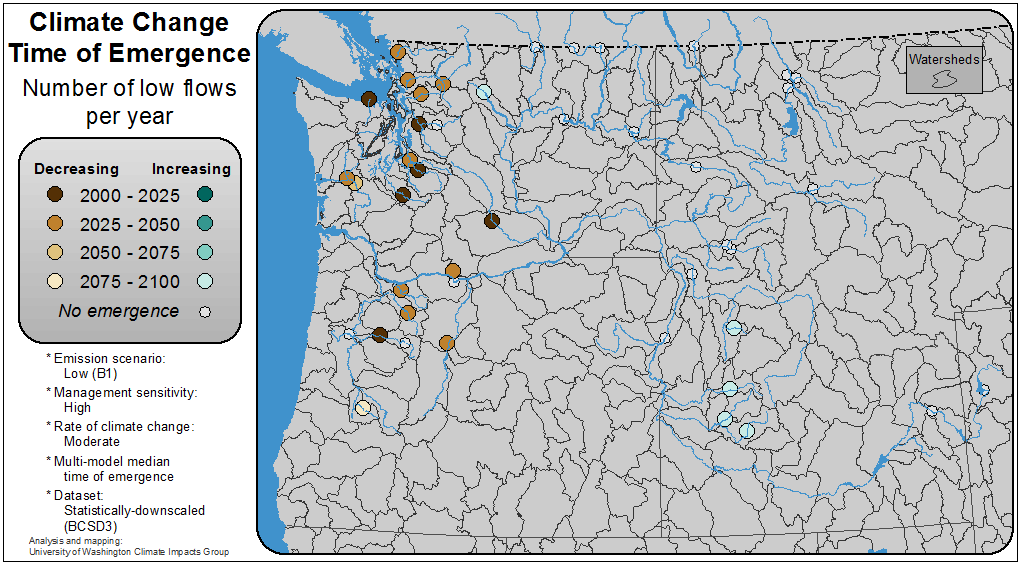 Climate Change
Time of Emergence
Number of low flows
per year
Decreasing Increasing
2000 - 2025
2025 - 2050
2050 - 2075
2075 - 2100
No emergence
* Emission scenario:
Low (B1)
* Management sensitivity:
High
* Rate of climate change:
Moderate
* Multi-model median
time of emergence
* Dataset:
Statistically-downscaled
(BCSD3)
Analysis and mapping:
University of Washington Climate Impacts Group
Watersheds